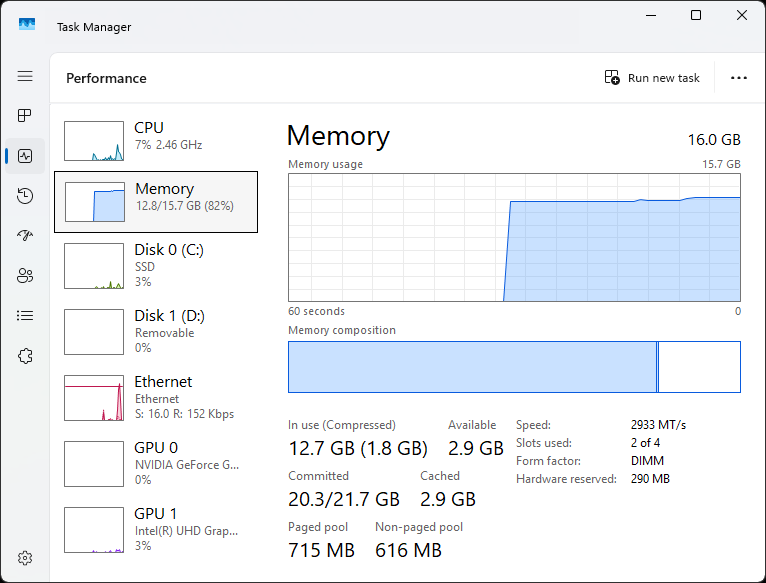 Task Manager
Performance
Run new task
CPU
7% 2.46 GHz
Memory
12.8/15.7 GB (82%)
Disk 0 (C:)
SSD
3%
Disk 1 (D:)
Removable
0%
Ethernet
Ethernet
S: 16.0 R: 152 Kbps
GPU 0
NVIDIA GeForce G...
0%
GPU 1
Intel(R) UHD Grap...
3%
Memory 16.0 GB
Memory usage 15.7 GB
60 seconds 0
Memory composition
In use (Compressed) Available
12.7 GB (1.8 GB) 2.9 GB
Committed Cached
20.3/21.7 GB 2.9 GB
Paged pool Non-paged pool
715 MB 616 MB
Speed: 2933 MT/s
Slots used: 2 of 4
Form factor: DIMM
Hardware reserved: 290 MB